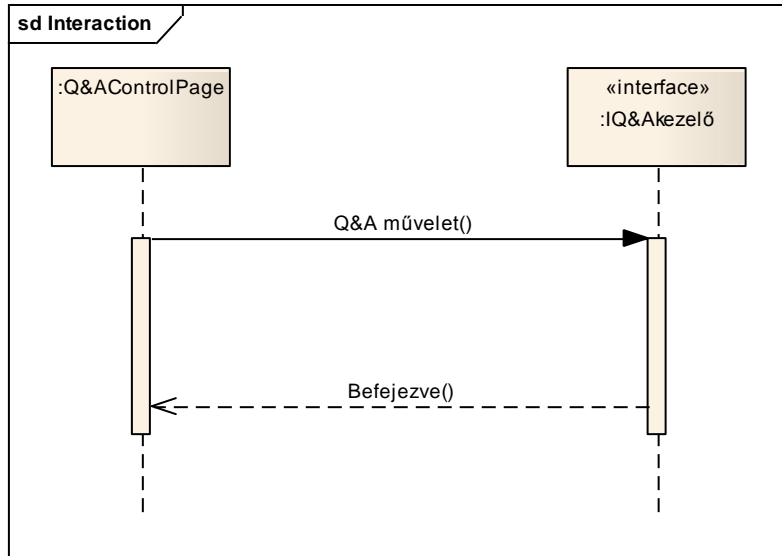 sd Interaction
:Q&AControlPage
«interface»
:IQ&Akezelő
Q&A művelet()
Befejezve()